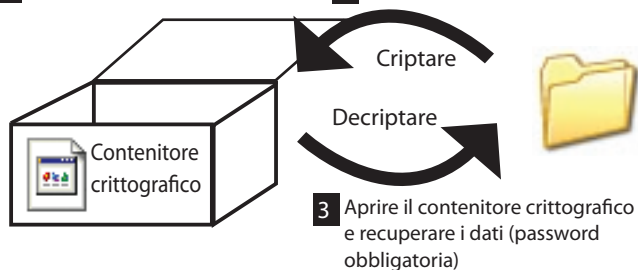 Criptare
Decriptare
Contenitore
crittografico
3 Aprire il contenitore crittografico
e recuperare i dati (password
obbligatoria)